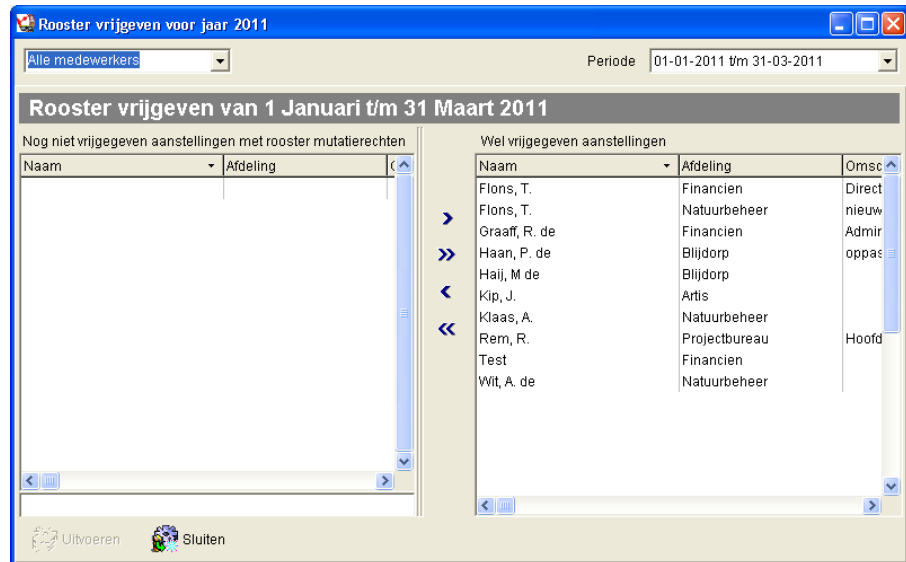 Rooster vrijgeven voor jaar 2011
Alle medewerkers
Periode 01-01-2011 t/m 31-03-2011
Rooster vrijgeven van 1 Januari t/m 31 Maart 2011
Nog niet vrijgegeven aanstellingen met rooster mutatierechten
Naam Afdeling
Wel vrijgegeven aanstellingen
Naam Afdeling Omsc
Flons, T. Financien Direct
Flons, T. Natuurbeheer nieuw
Graaff, R. de Financien Admir
Haan, P. de Blijdorp oppas
Haij, M de Blijdorp
Kip, J. Artis
Klaas, A. Natuurbeheer
Rem, R. Projectbureau Hoofd
Test Financien
Wit, A. de Natuurbeheer
Uitvoeren Sluiten